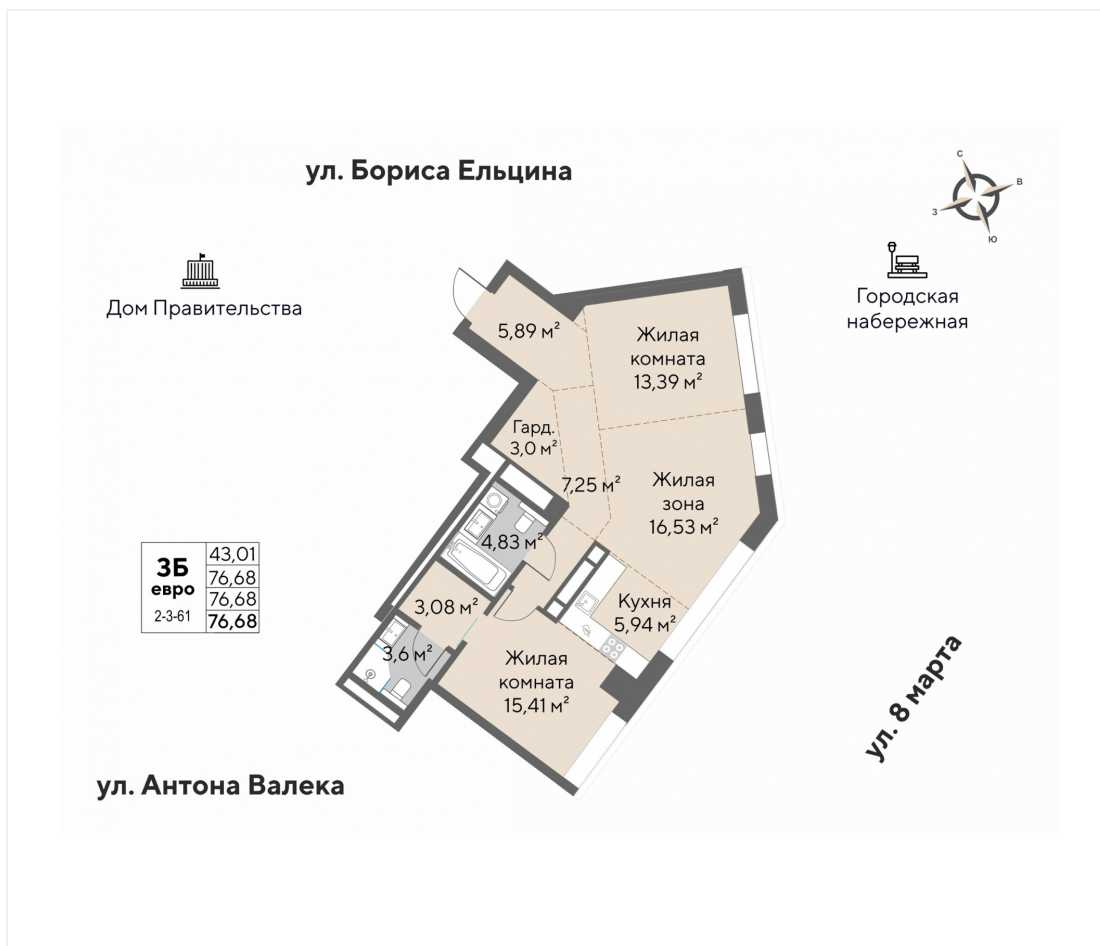 ул. Бориса Ельцина
С
В
З
Ю
Дом Правительства
Городская
набережная
5,89 м²
Жилая
комната
13,39 м²
Гард.
3,0 м²
7,25 м²
Жилая
зона
16,53 м²
4,83 м²
3Б
евро
2-3-61
43,01
76,68
76,68
76,68
3,08 м²
Кухня
5,94 м²
3,6 м²
Жилая
комната
15,41 м²
ул. 8 марта
ул. Антона Валека